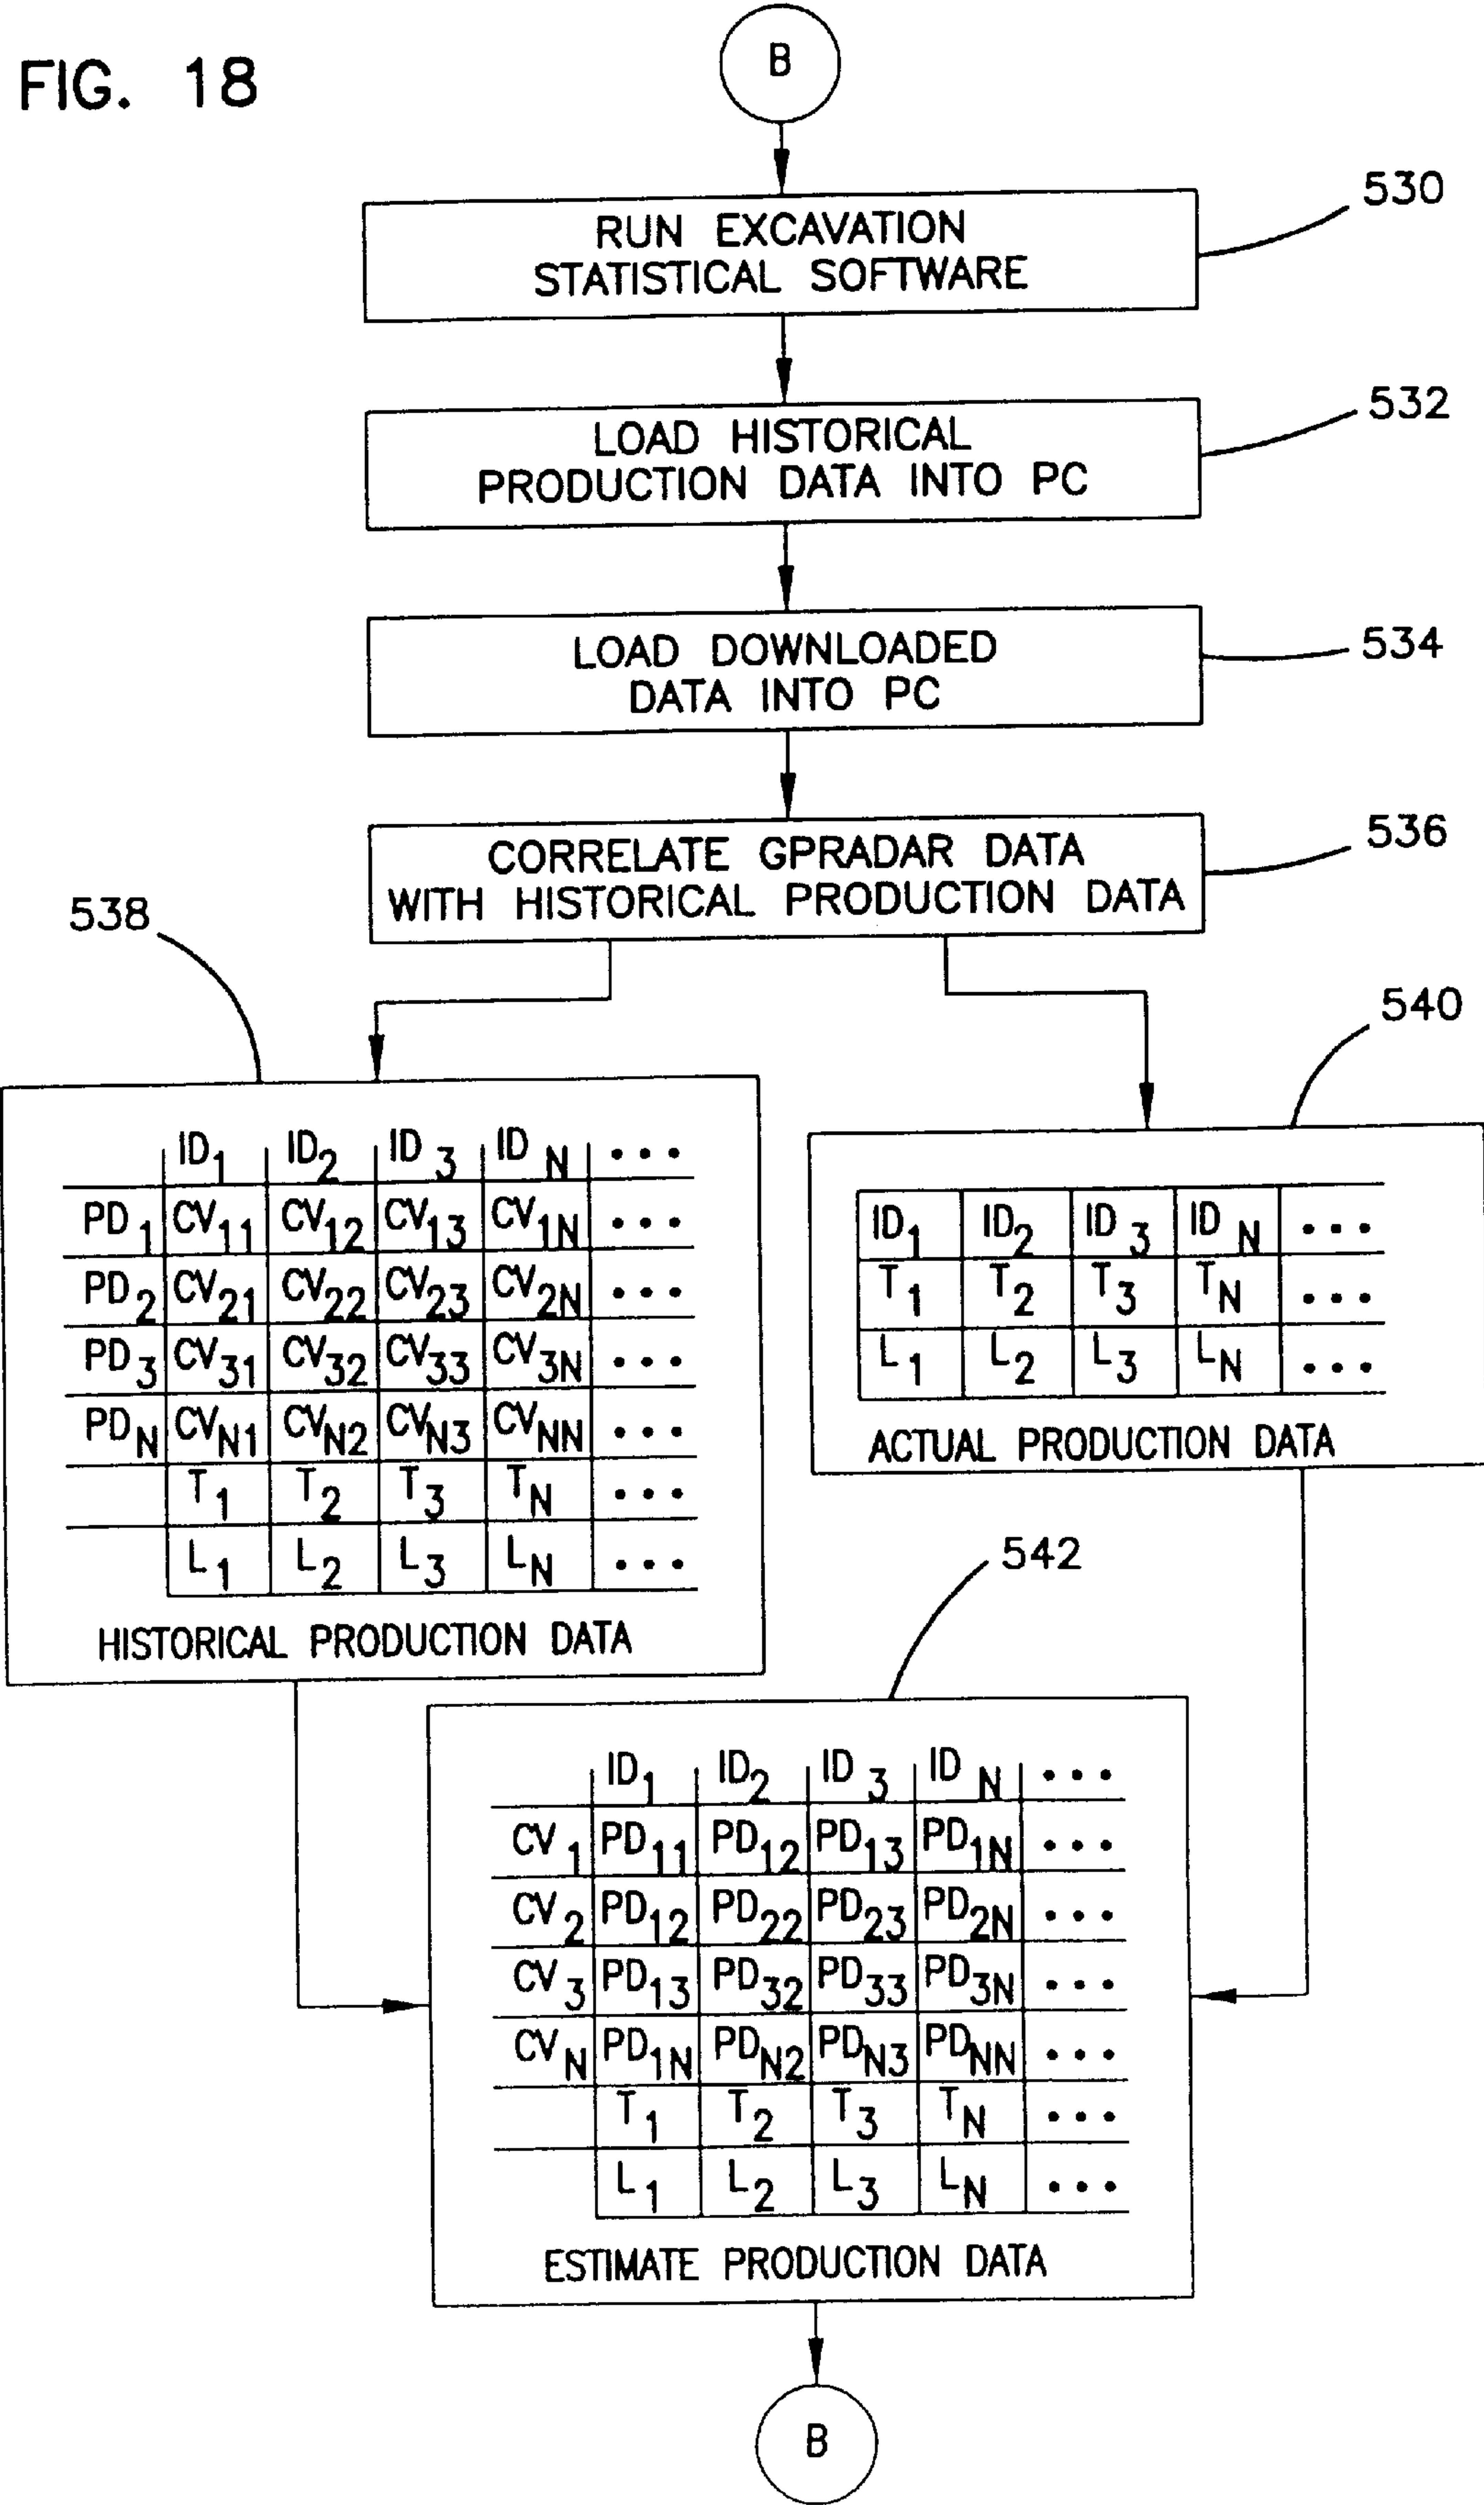 FIG. 18
B
530
RUN EXCAVATION
STATISTICAL SOFTWARE
532
LOAD HISTORICAL
PRODUCTION DATA INTO PC
534
LOAD DOWNLOADED
DATA INTO PC
536
CORRELATE GPRADAR DATA
WITH HISTORICAL PRODUCTION DATA
538
ID1 ID2 ID3 IDN •••
PD1 CV11 CV12 CV13 CV1N •••
PD2 CV21 CV22 CV23 CV2N •••
PD3 CV31 CV32 CV33 CV3N •••
PDN CVN1 CVN2 CVN3 CVNN •••
T1 T2 T3 TN •••
L1 L2 L3 LN •••
HISTORICAL PRODUCTION DATA
540
ID1 ID2 ID3 IDN •••
T1 T2 T3 TN •••
L1 L2 L3 LN •••
ACTUAL PRODUCTION DATA
542
ID1 ID2 ID3 IDN •••
CV1 PD11 PD12 PD13 PD1N •••
CV2 PD12 PD22 PD23 PD2N •••
CV3 PD13 PD32 PD33 PD3N •••
CVN PD1N PDN2 PDN3 PDNN •••
T1 T2 T3 TN •••
L1 L2 L3 LN •••
ESTIMATE PRODUCTION DATA
B